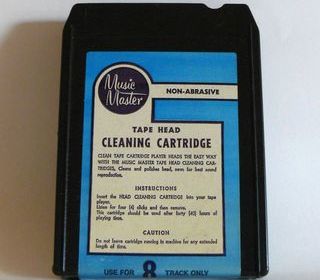 Music
Master
NON-ABRASIVE
TAPE HEAD
CLEANING CARTRIDGE
CLEAN TAPE CARTRIDGE PLAYER HEADS THE EASY WAY
WITH THE MUSIC MASTER TAPE HEAD CLEANING CAR-
TRIDGES, Cleans and polishes head, norm for best sound
reproduction.
INSTRUCTIONS
Insert the HEAD CLEANING CARTRIDGE into your tape
player.
Listen for four (4) clicks and then remove.
This cartridge should be used after forty (40) hours of
playing time.
CAUTION
Do not leave cartridge running in machine for any extended
length of time.
USE FOR 8 TRACK ONLY